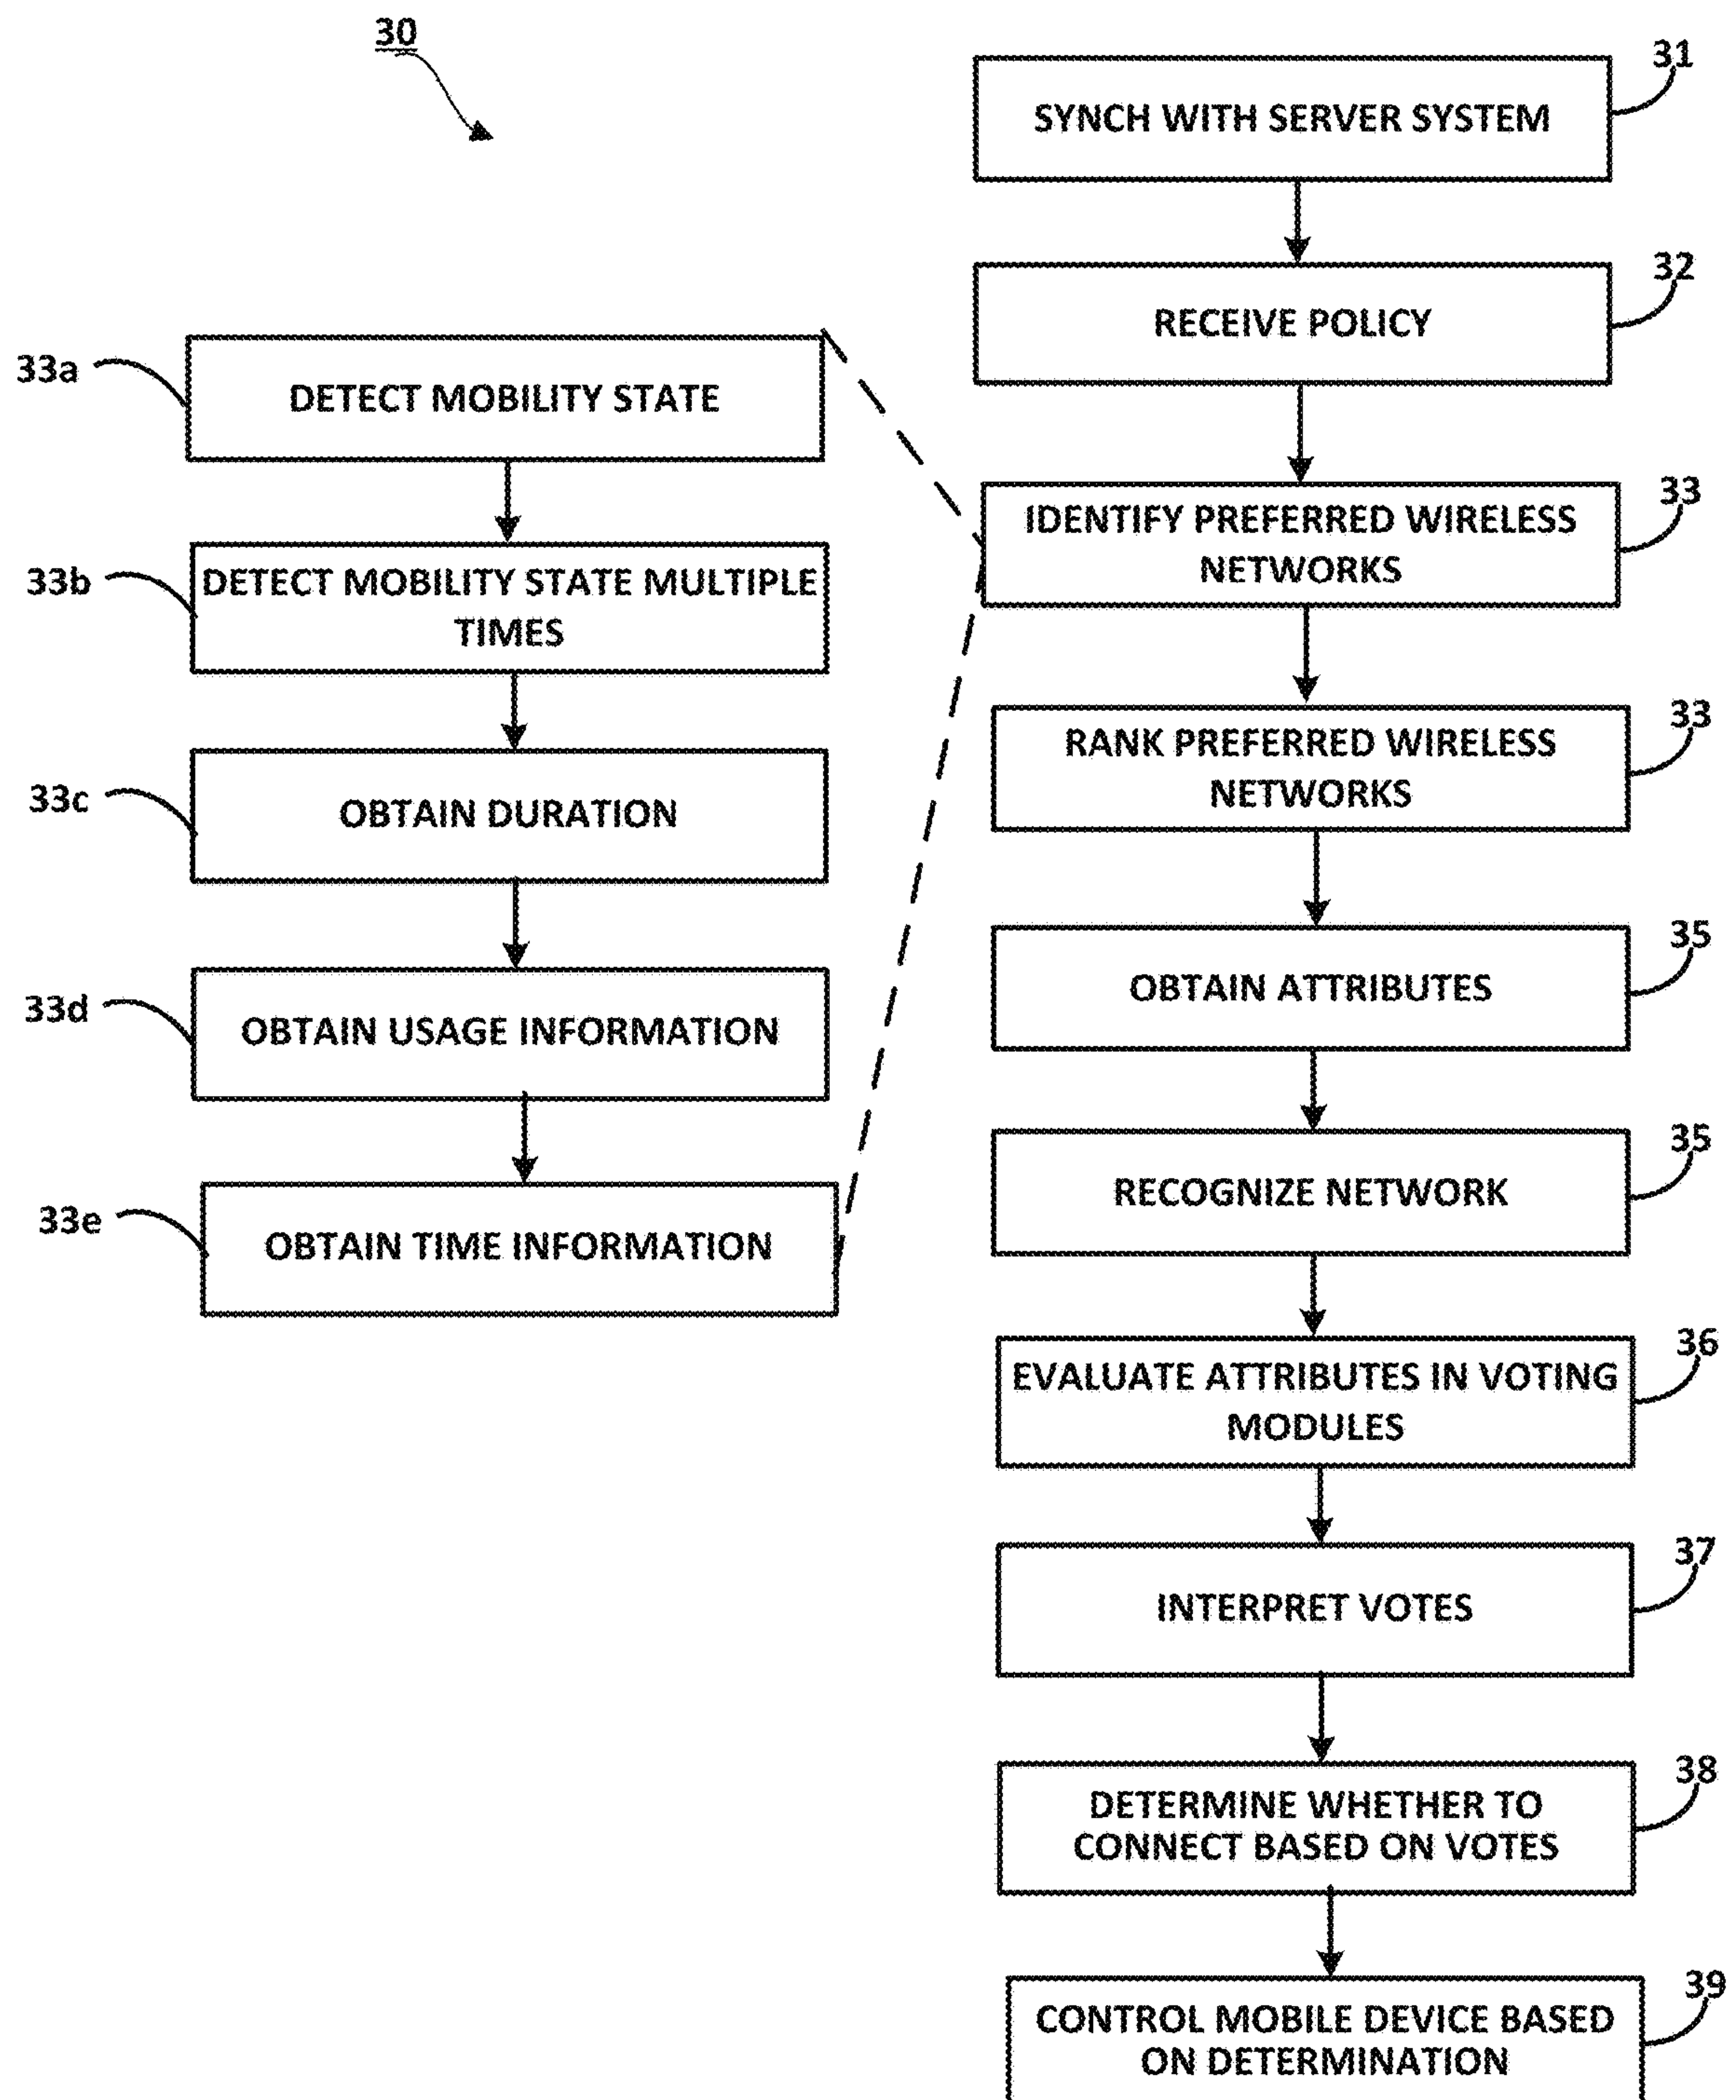 30
31
SYNCH WITH SERVER SYSTEM
32
RECEIVE POLICY
33
IDENTIFY PREFERRED WIRELESS
NETWORKS
33
RANK PREFERRED WIRELESS
NETWORKS
35
OBTAIN ATTRIBUTES
35
RECOGNIZE NETWORK
36
EVALUATE ATTRIBUTES IN VOTING
MODULES
37
INTERPRET VOTES
38
DETERMINE WHETHER TO
CONNECT BASED ON VOTES
39
CONTROL MOBILE DEVICE BASED
ON DETERMINATION
33a
DETECT MOBILITY STATE
33b
DETECT MOBILITY STATE MULTIPLE
TIMES
33c
OBTAIN DURATION
33d
OBTAIN USAGE INFORMATION
33e
OBTAIN TIME INFORMATION